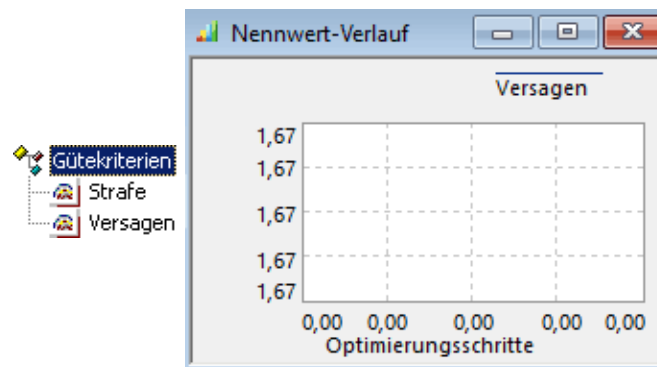 Gütekriterien
Strafe
Versagen
Nennwert-Verlauf
Versagen
1,67
1,67
1,67
1,67
1,67
0,00 0,00 0,00 0,00 0,00
Optimierungsschritte